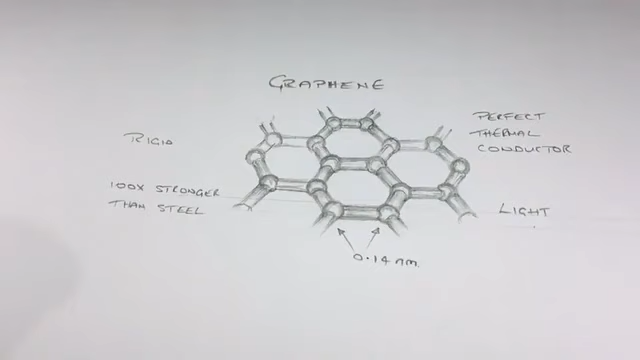 GRAPHENE
RIGID
100X STRONGER
THAN STEEL
PERFECT
THERMAL
CONDUCTOR
LIGHT
0.14 nm.